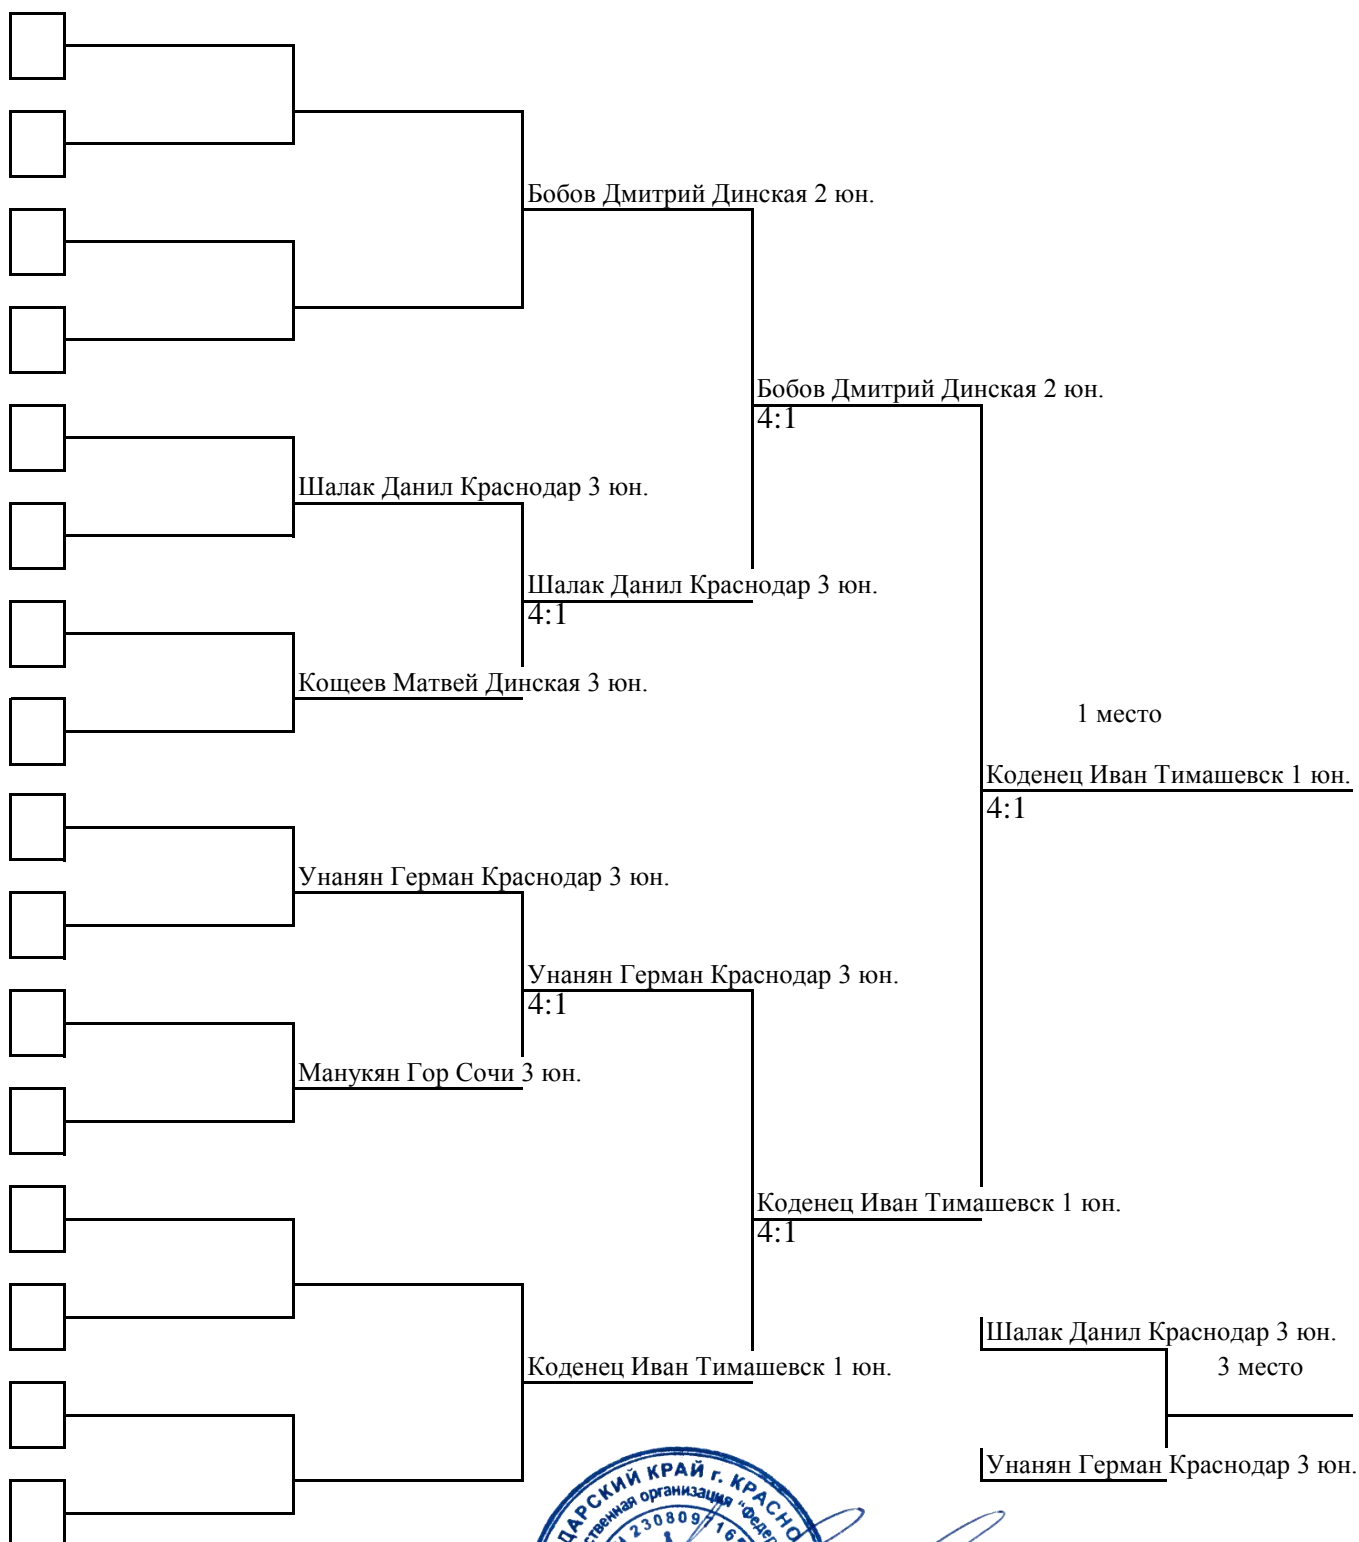 Бобов Дмитрий Динская 2 юн.
Бобов Дмитрий Динская 2 юн.
4:1
Шалак Данил Краснодар 3 юн.
Шалак Данил Краснодар 3 юн.
4:1
Кощеев Матвей Динская 3 юн.
1 место
Коденец Иван Тимашевск 1 юн.
4:1
Унанян Герман Краснодар 3 юн.
Унанян Герман Краснодар 3 юн.
4:1
Манукян Гор Сочи 3 юн.
Коденец Иван Тимашевск 1 юн.
4:1
Шалак Данил Краснодар 3 юн.
Коденец Иван Тимашевск 1 юн.
3 место
Унанян Герман Краснодар 3 юн.
КРАЙ г.
организация